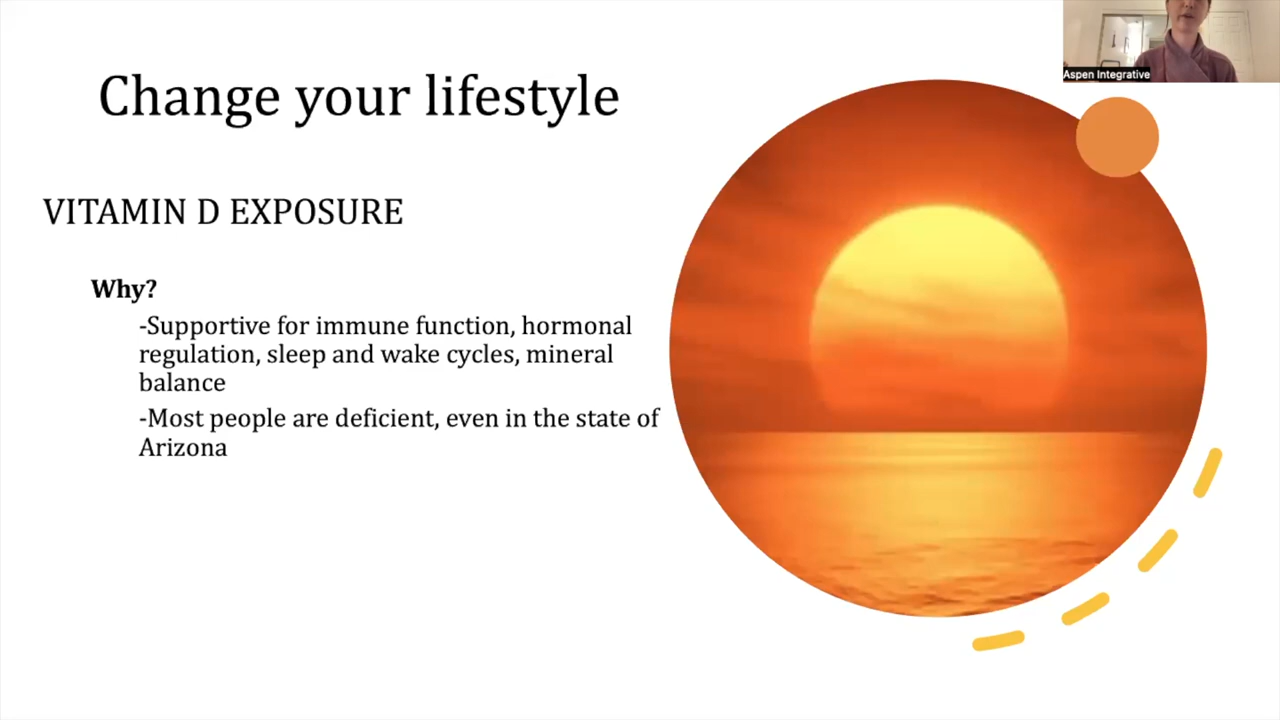 Aspen Integrative
Change your lifestyle
VITAMIN D EXPOSURE
Why?
-Supportive for immune function, hormonal
regulation, sleep and wake cycles, mineral
balance
-Most people are deficient, even in the state of
Arizona